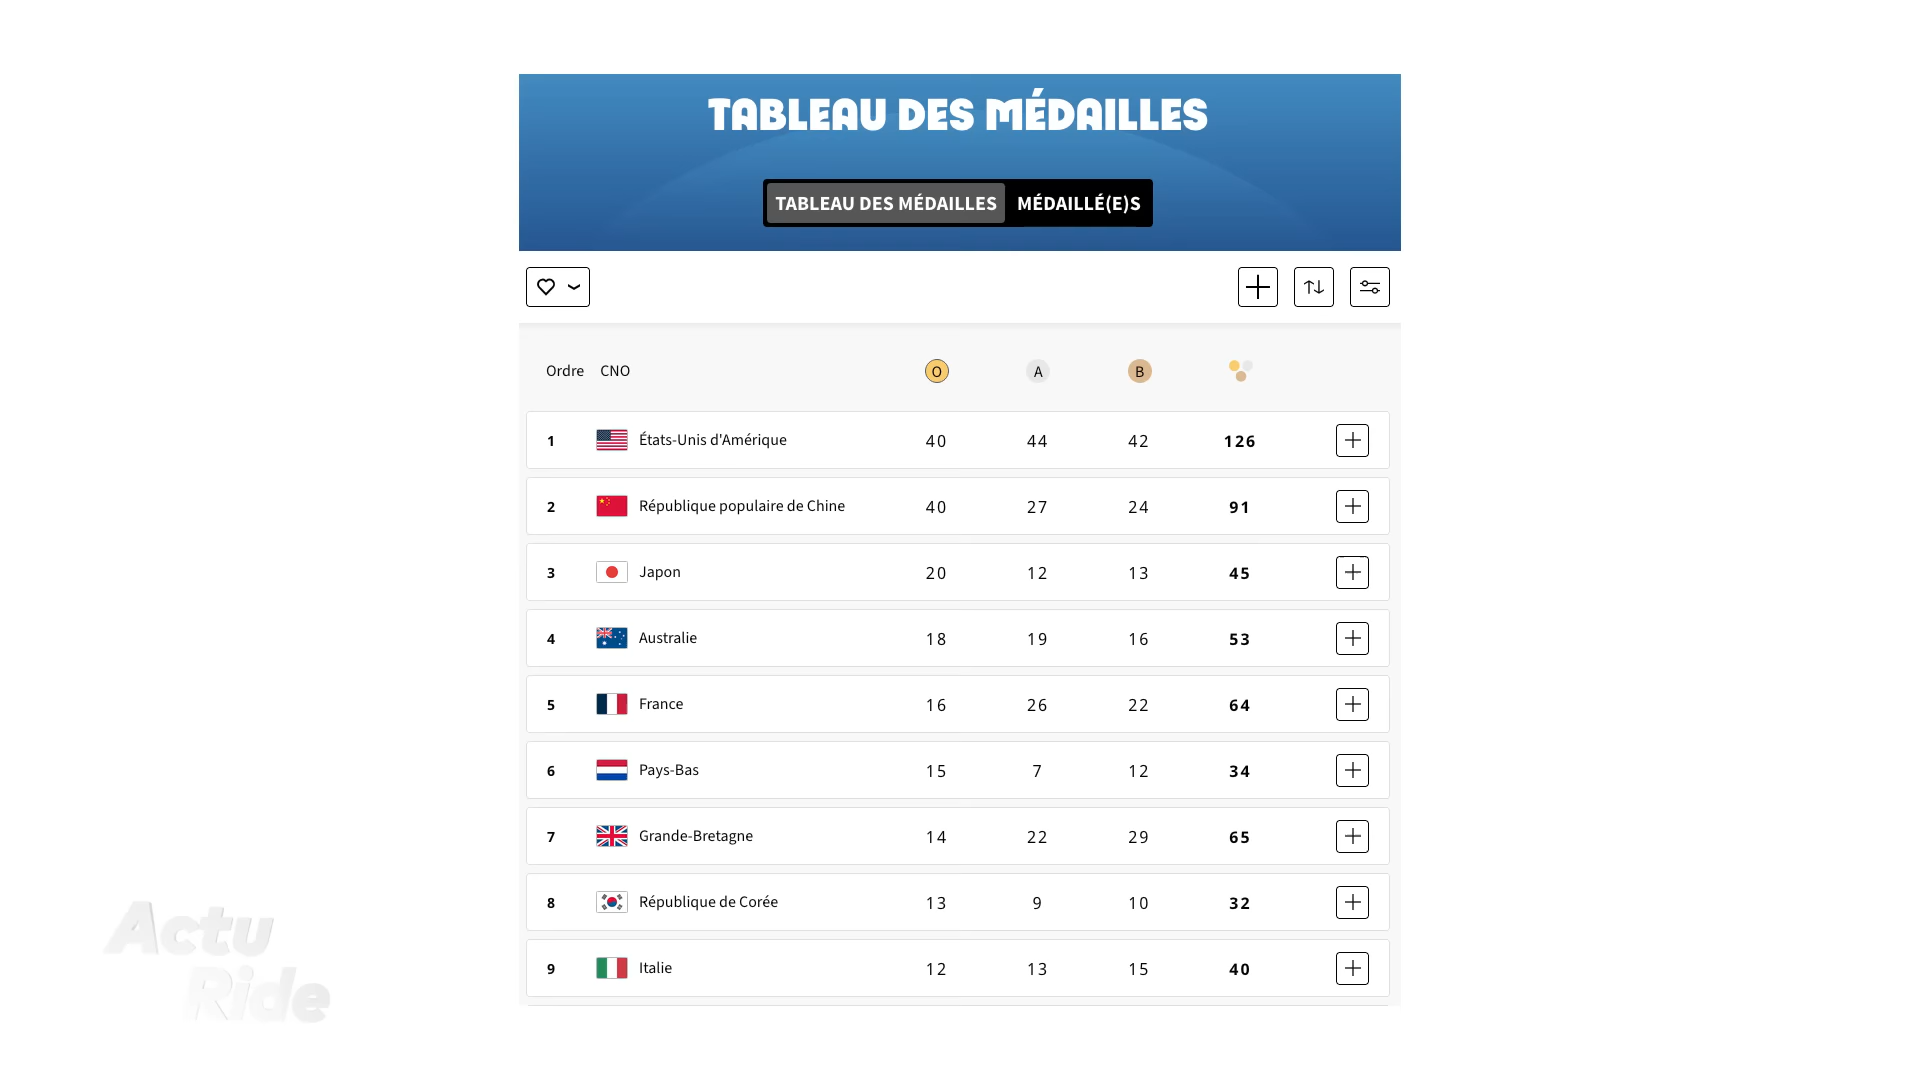 TABLEAU DES MÉDAILLES
TABLEAU DES MÉDAILLES MÉDAILLÉ(E)S
Ordre CNO O A B
1 États-Unis d'Amérique 40 44 42 126
2 République populaire de Chine 40 27 24 91
3 Japon 20 12 13 45
4 Australie 18 19 16 53
5 France 16 26 22 64
6 Pays-Bas 15 7 12 34
7 Grande-Bretagne 14 22 29 65
8 République de Corée 13 9 10 32
9 Italie 12 13 15 40
Actu
Ride